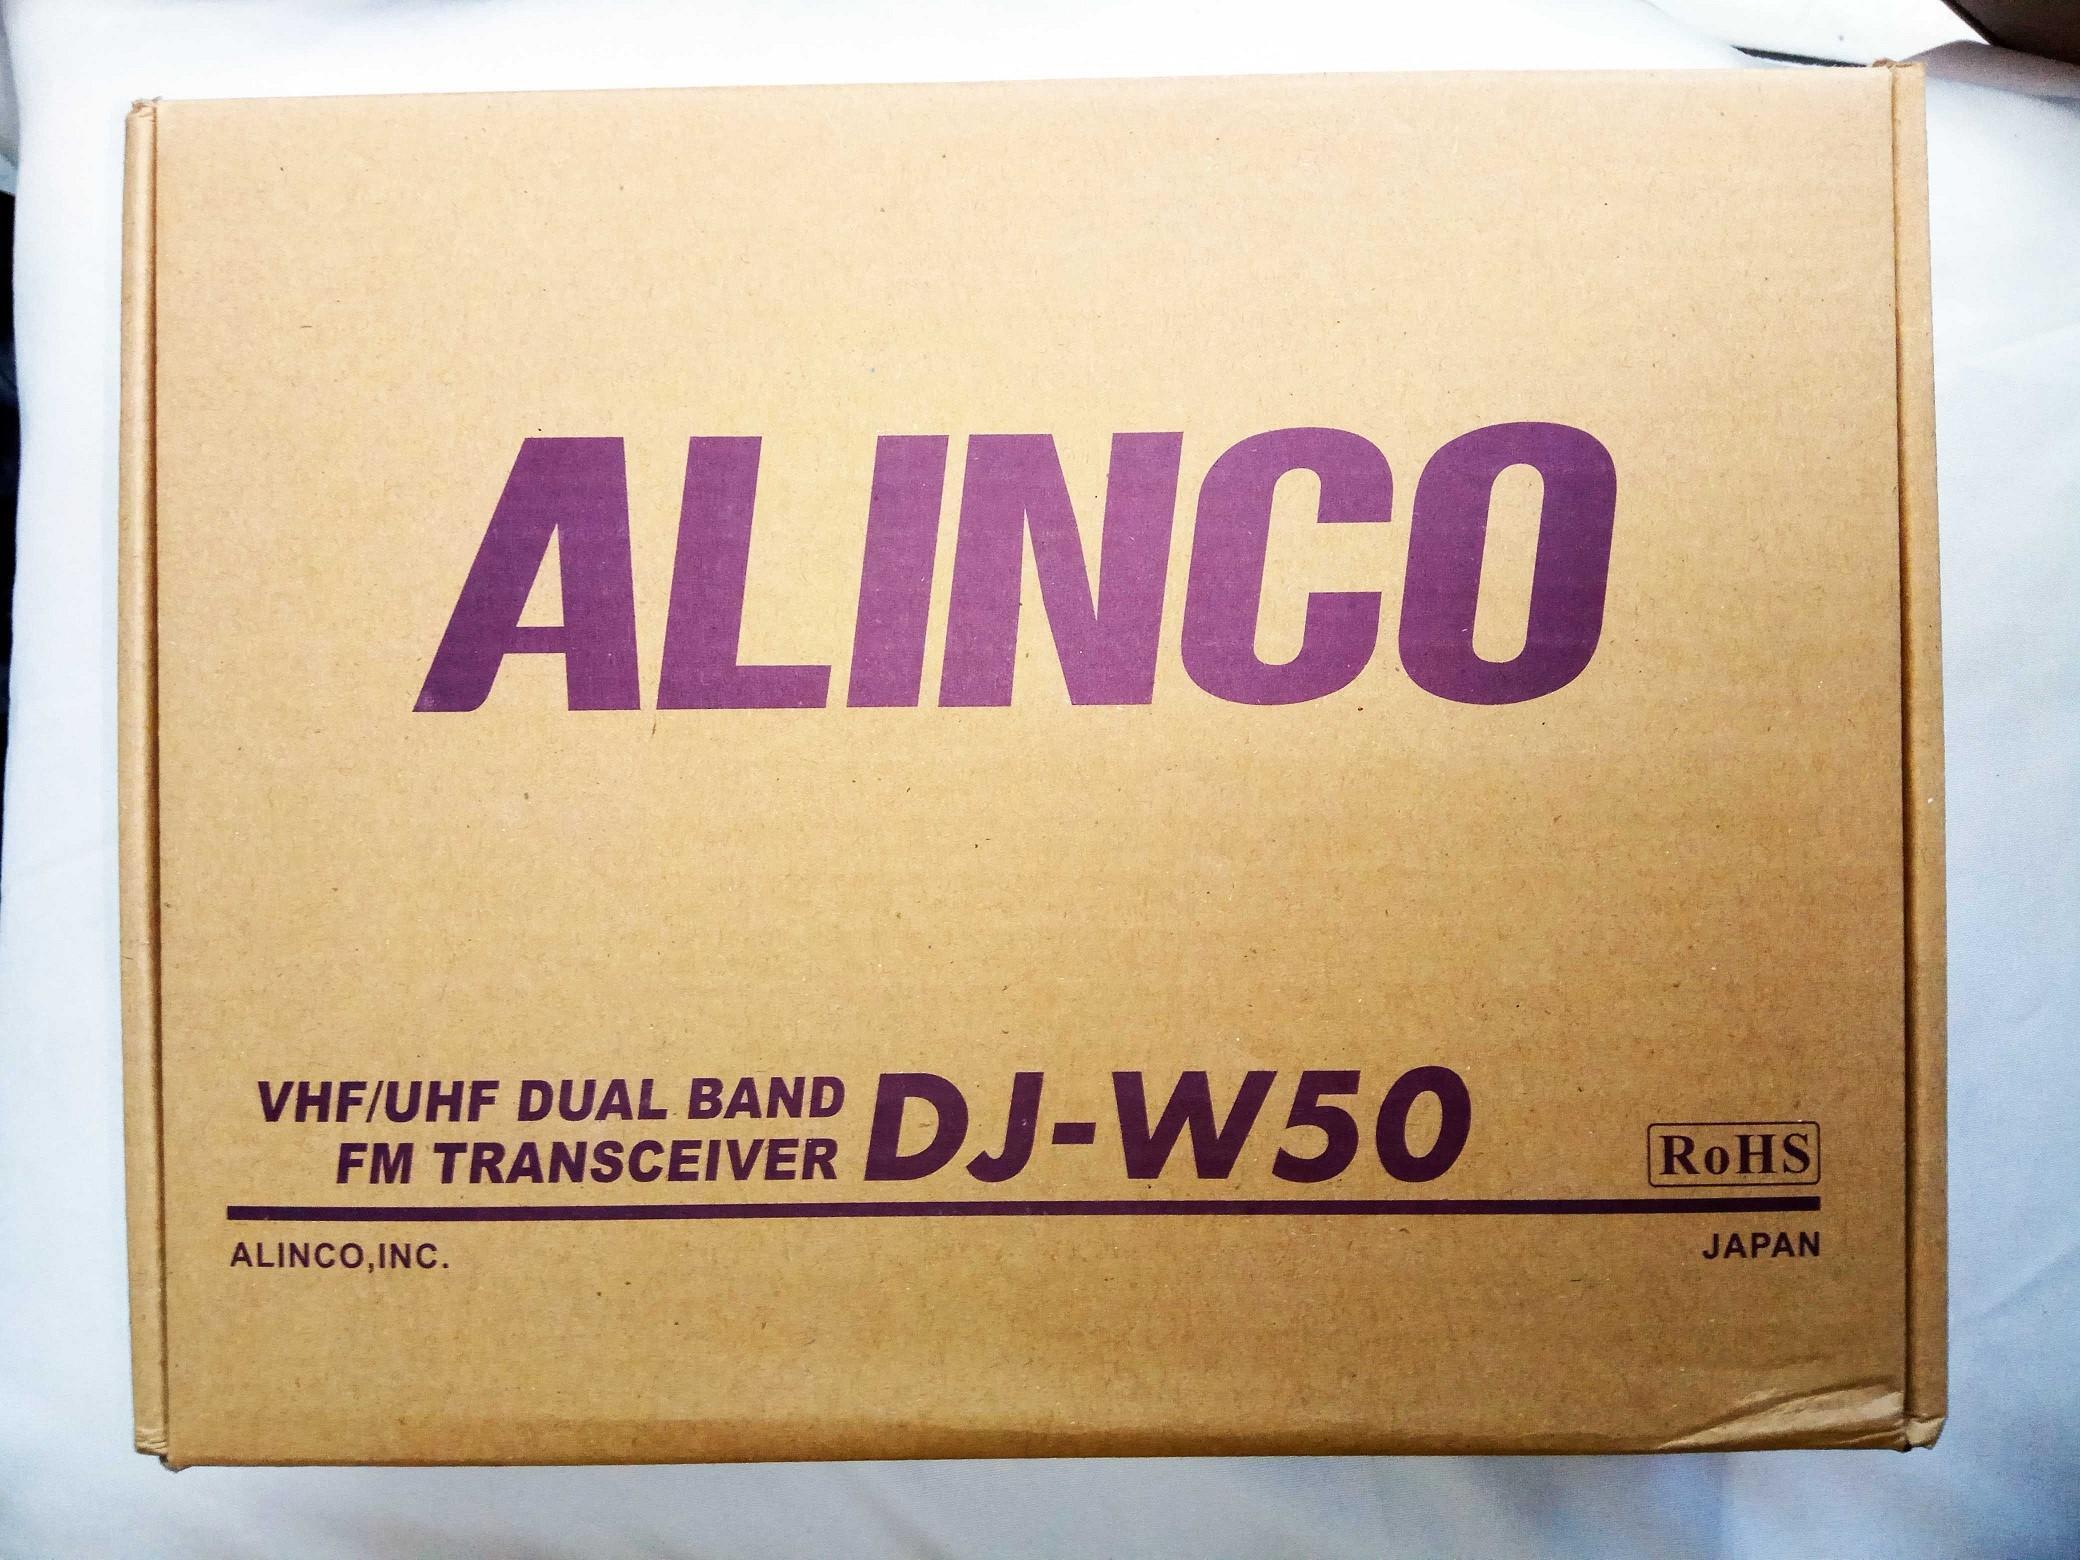 ALINCO
VHF/UHF DUAL BAND
FM TRANSCEIVER
DJ-W50
RoHS
ALINCO,INC.
JAPAN